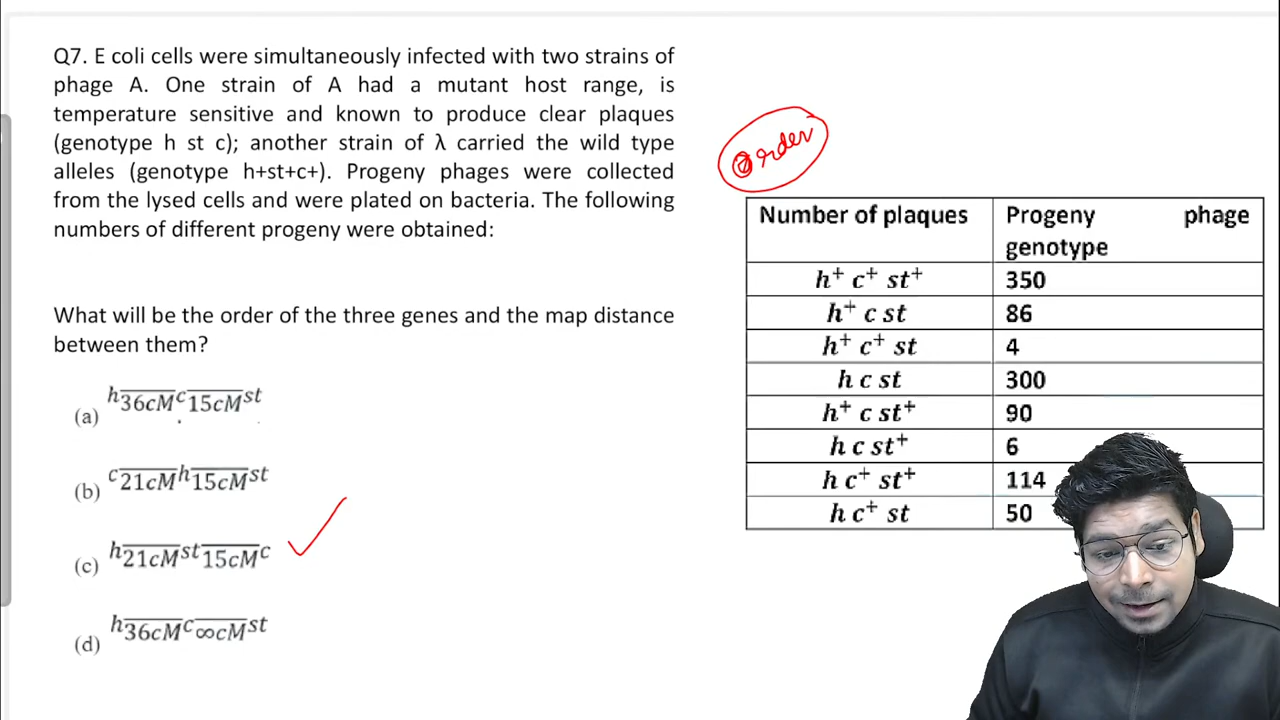 Q7. E coli cells were simultaneously infected with two strains of
phage A. One strain of A had a mutant host range, is
temperature sensitive and known to produce clear plaques
(genotype h st c); another strain of λ carried the wild type
alleles (genotype h+st+c+). Progeny phages were collected
from the lysed cells and were plated on bacteria. The following
numbers of different progeny were obtained:
What will be the order of the three genes and the map distance
between them?
(a) h 36cM c 15cM st
(b) c 21cM h 15cM st
(c) h 21cM st 15cM c
(d) h 36cM c ∞cM st
Order
Number of plaques Progeny phage
genotype
h⁺ c⁺ st⁺ 350
h⁺ c st 86
h⁺ c⁺ st 4
h c st 300
h⁺ c st⁺ 90
h c st⁺ 6
h c⁺ st⁺ 114
h c⁺ st 50